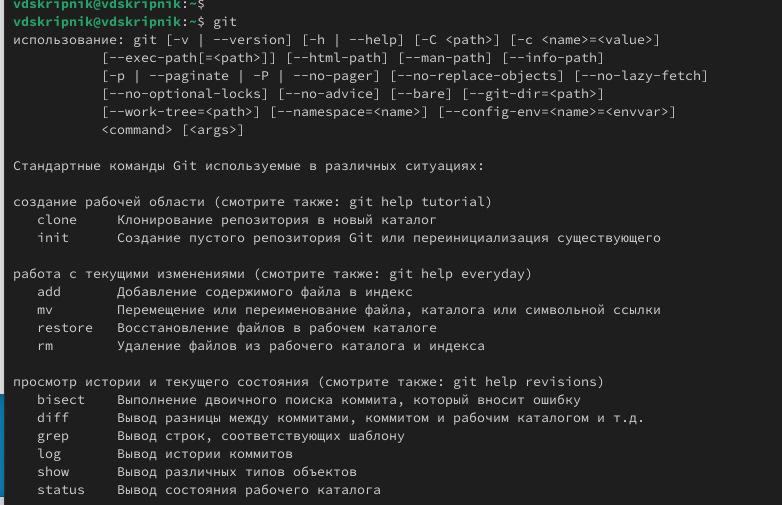 vdskripnik@vdskripnik:~$
vdskripnik@vdskripnik:~$ git
использование: git [-v | --version] [-h | --help] [-C <path>] [-c <name>=<value>]
           [--exec-path[=<path>]] [--html-path] [--man-path] [--info-path]
           [-p | --paginate | -P | --no-pager] [--no-replace-objects] [--no-lazy-fetch]
           [--no-optional-locks] [--no-advice] [--bare] [--git-dir=<path>]
           [--work-tree=<path>] [--namespace=<name>] [--config-env=<name>=<envvar>]
           <command> [<args>]

Стандартные команды Git используемые в различных ситуациях:

создание рабочей области (смотрите также: git help tutorial)
   clone     Клонирование репозитория в новый каталог
   init      Создание пустого репозитория Git или переинициализация существующего

работа с текущими изменениями (смотрите также: git help everyday)
   add       Добавление содержимого файла в индекс
   mv        Перемещение или переименование файла, каталога или символьной ссылки
   restore   Восстановление файлов в рабочем каталоге
   rm        Удаление файлов из рабочего каталога и индекса

просмотр истории и текущего состояния (смотрите также: git help revisions)
   bisect    Выполнение двоичного поиска коммита, который вносит ошибку
   diff      Вывод разницы между коммитами, коммитом и рабочим каталогом и т.д.
   grep      Вывод строк, соответствующих шаблону
   log       Вывод истории коммитов
   show      Вывод различных типов объектов
   status    Вывод состояния рабочего каталога